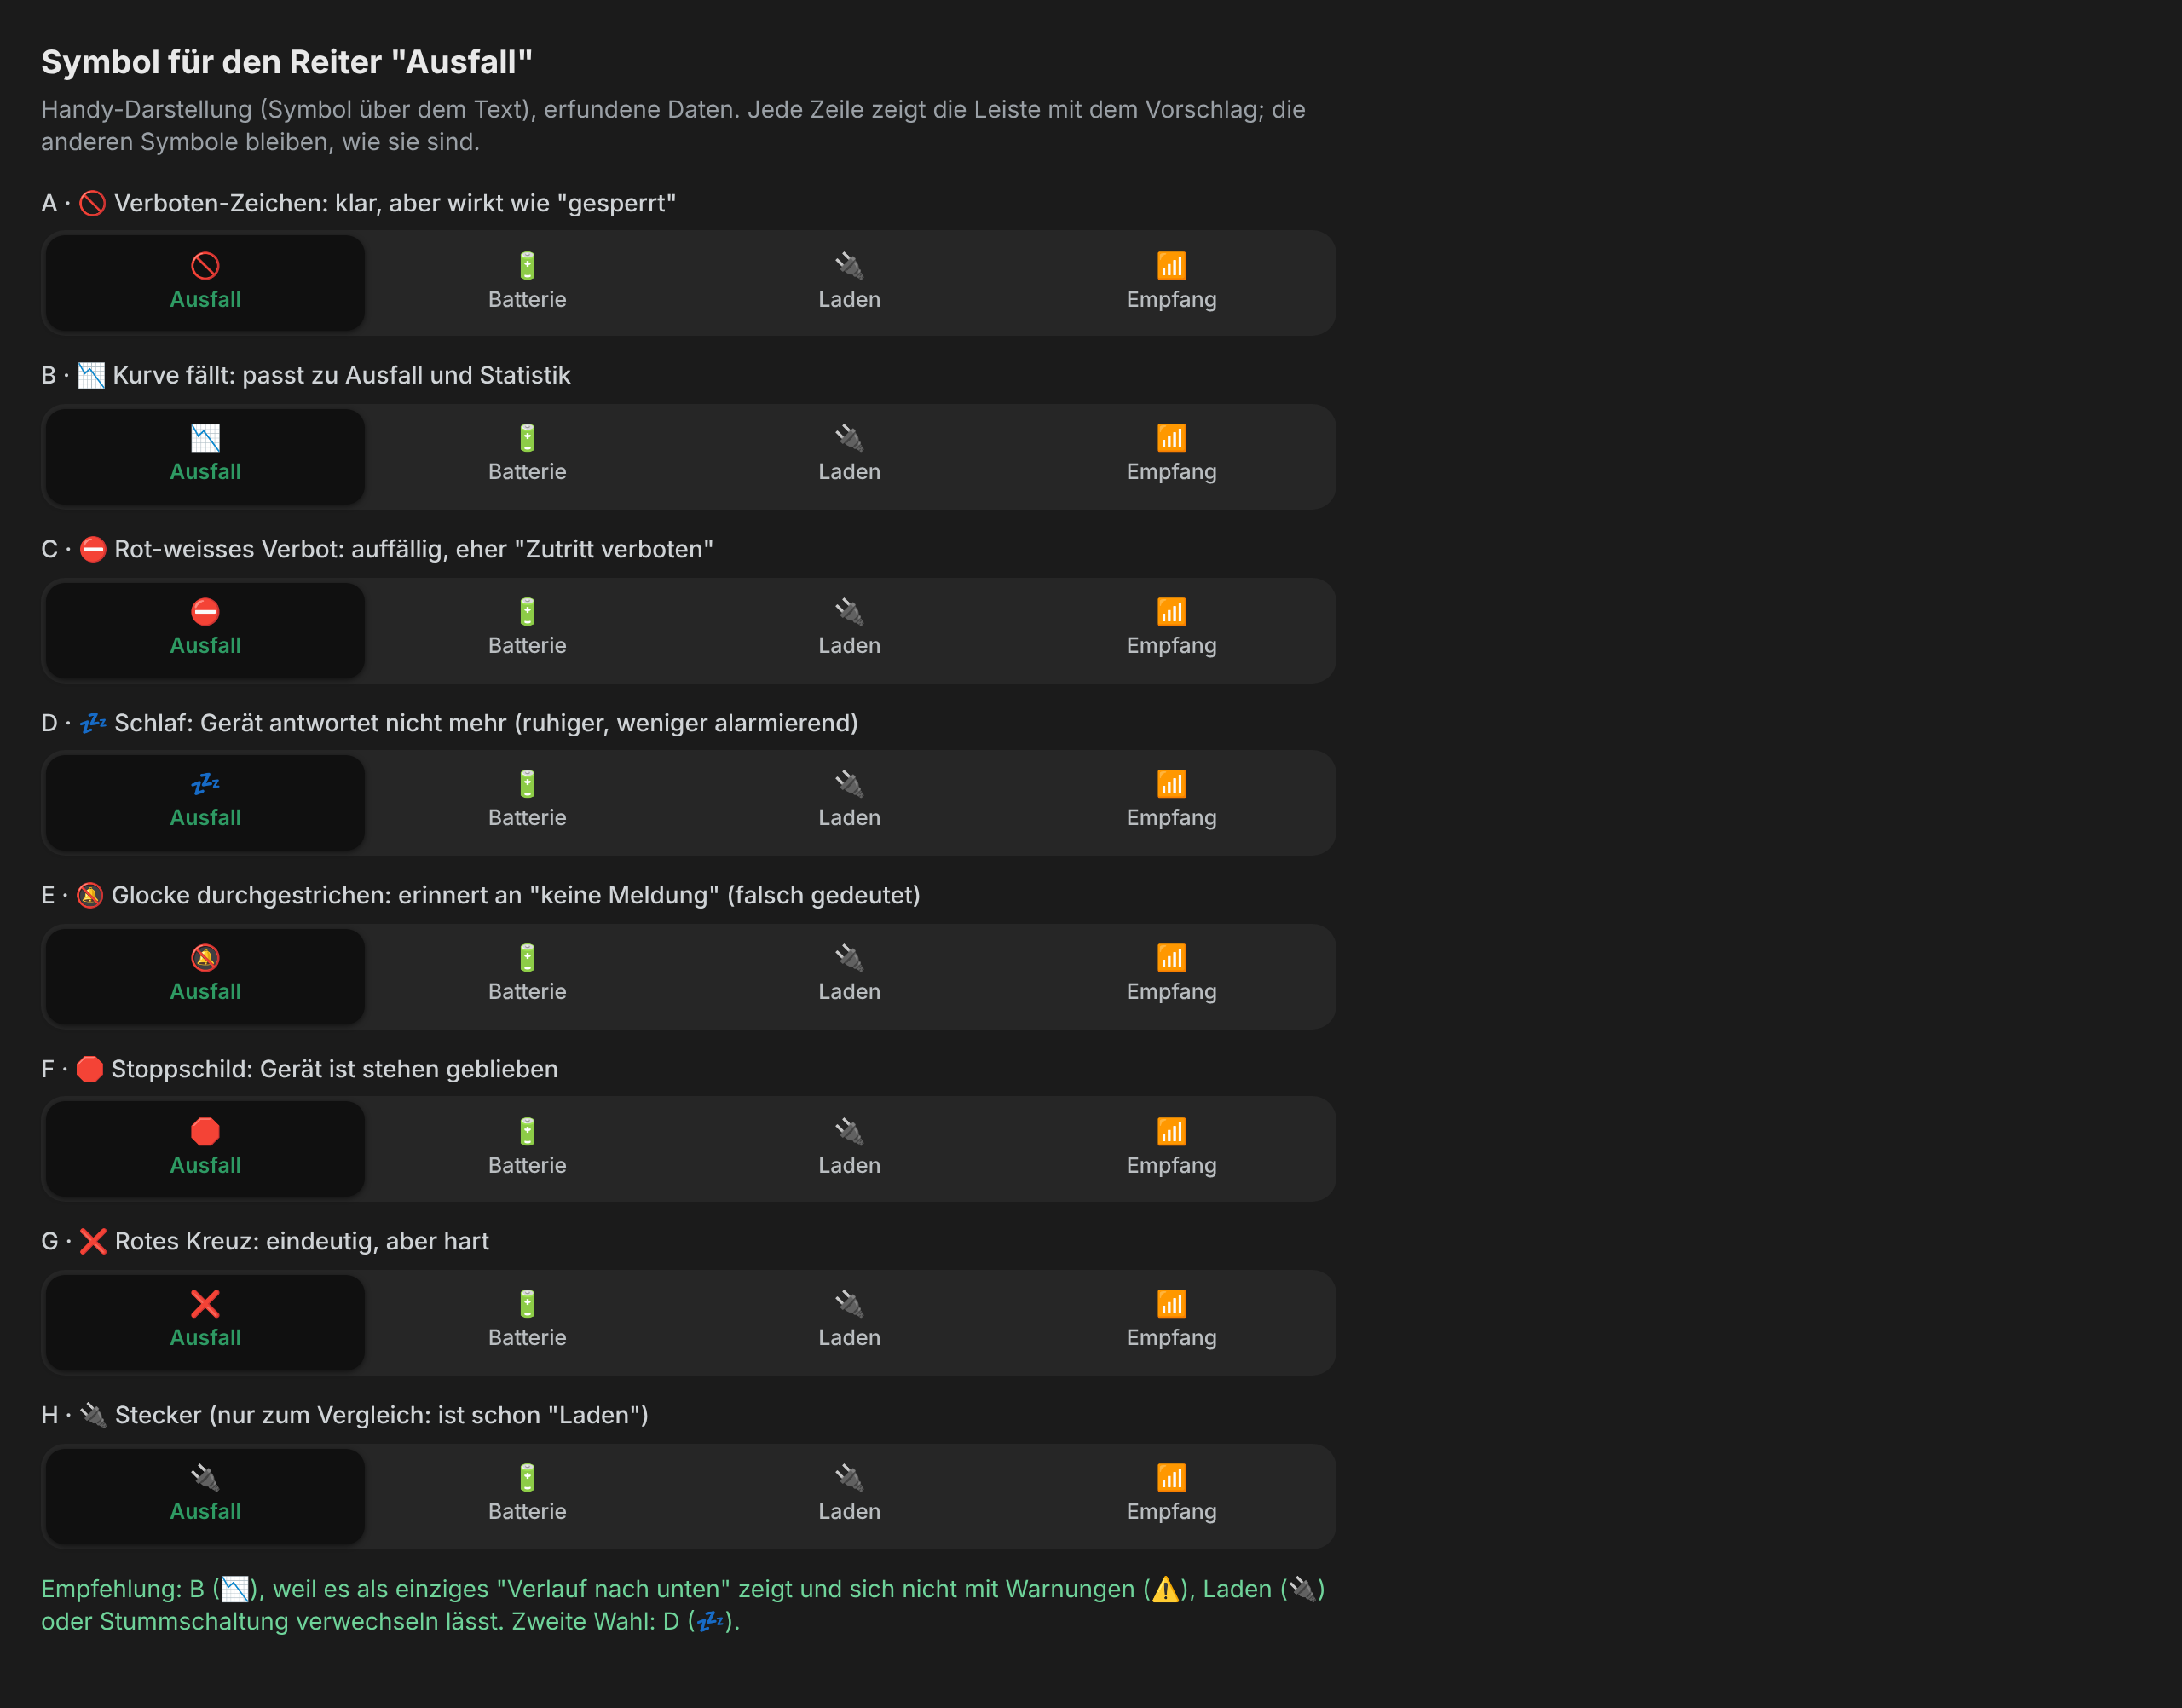 Symbol für den Reiter "Ausfall"
Handy-Darstellung (Symbol über dem Text), erfundene Daten. Jede Zeile zeigt die Leiste mit dem Vorschlag; die
anderen Symbole bleiben, wie sie sind.
A · 🚫 Verboten-Zeichen: klar, aber wirkt wie "gesperrt"
Ausfall Batterie Laden Empfang
B · 📉 Kurve fällt: passt zu Ausfall und Statistik
Ausfall Batterie Laden Empfang
C · ⛔ Rot-weisses Verbot: auffällig, eher "Zutritt verboten"
Ausfall Batterie Laden Empfang
D · 💤 Schlaf: Gerät antwortet nicht mehr (ruhiger, weniger alarmierend)
Ausfall Batterie Laden Empfang
E · 🔕 Glocke durchgestrichen: erinnert an "keine Meldung" (falsch gedeutet)
Ausfall Batterie Laden Empfang
F · 🛑 Stoppschild: Gerät ist stehen geblieben
Ausfall Batterie Laden Empfang
G · ❌ Rotes Kreuz: eindeutig, aber hart
Ausfall Batterie Laden Empfang
H · 🔌 Stecker (nur zum Vergleich: ist schon "Laden")
Ausfall Batterie Laden Empfang
Empfehlung: B (📉), weil es als einziges "Verlauf nach unten" zeigt und sich nicht mit Warnungen (⚠️), Laden (🔌)
oder Stummschaltung verwechseln lässt. Zweite Wahl: D (💤).